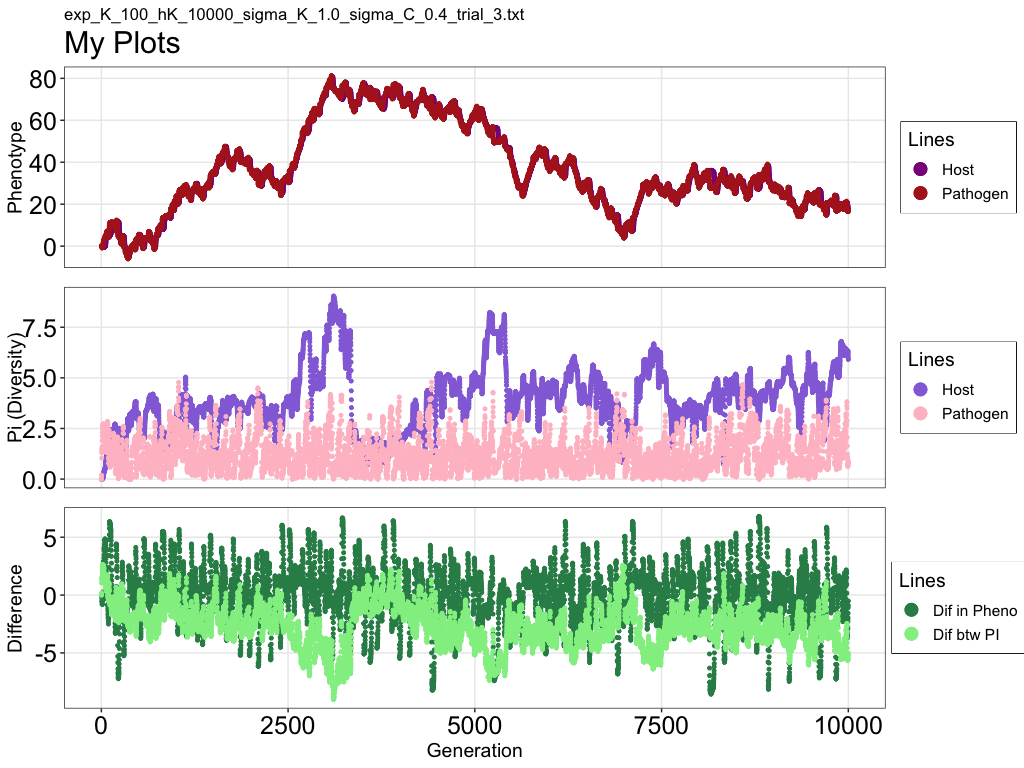 exp_K_100_hK_10000_sigma_K_1.0_sigma_C_0.4_trial_3.txt
My Plots
Phenotype
80
60
40
20
0
Lines
Host
Pathogen
Pi (Diversity)
7.5
5.0
2.5
0.0
Lines
Host
Pathogen
Difference
5
0
-5
Lines
Dif in Pheno
Dif btw PI
0
2500
5000
7500
10000
Generation